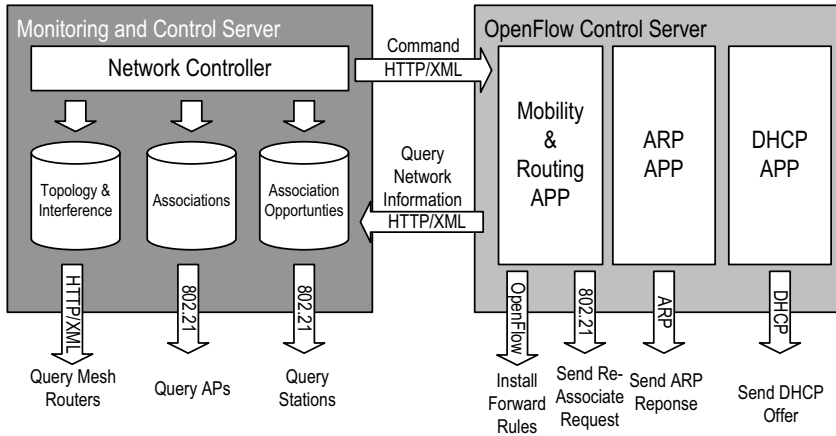 Monitoring and Control Server
Network Controller
Topology &
Interference
Associations
Association
Opportunties
HTTP/XML
802.21
802.21
Query Mesh
Routers
Query APs
Query
Stations
Command
HTTP/XML
Query
Network
Information
HTTP/XML
OpenFlow Control Server
Mobility
&
Routing
APP
ARP
APP
DHCP
APP
OpenFlow
802.21
ARP
DHCP
Install
Forward
Rules
Send Re-
Associate
Request
Send ARP
Reponse
Send DHCP
Offer